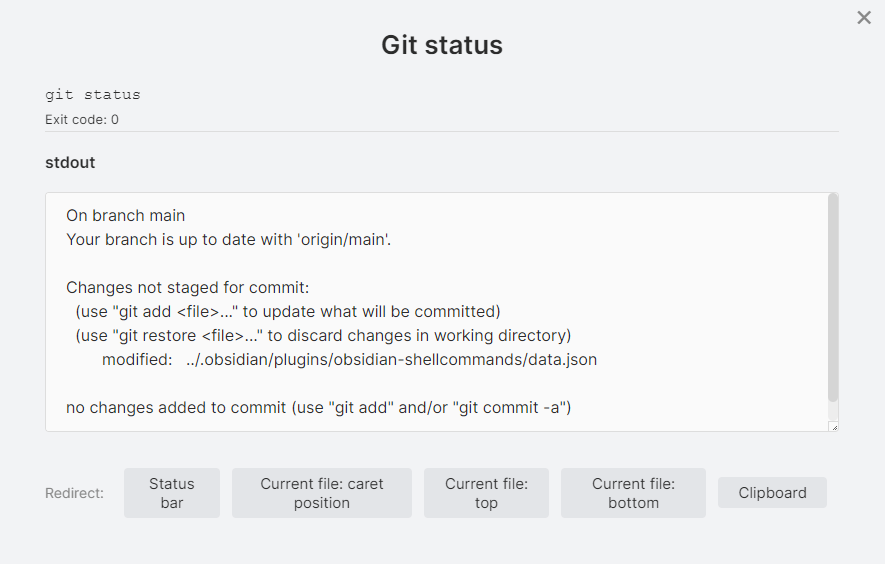 Git status
git status
Exit code: 0
stdout
On branch main
Your branch is up to date with 'origin/main'.
Changes not staged for commit:
(use "git add <file>..." to update what will be committed)
(use "git restore <file>..." to discard changes in working directory)
modified: ../.obsidian/plugins/obsidian-shellcommands/data.json
no changes added to commit (use "git add" and/or "git commit -a")
Redirect:
Status
bar
Current file: caret
position
Current file:
top
Current file:
bottom
Clipboard